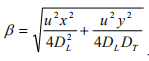 β = √(u²x²/4D_L² + u²y²/4D_L D_T) .